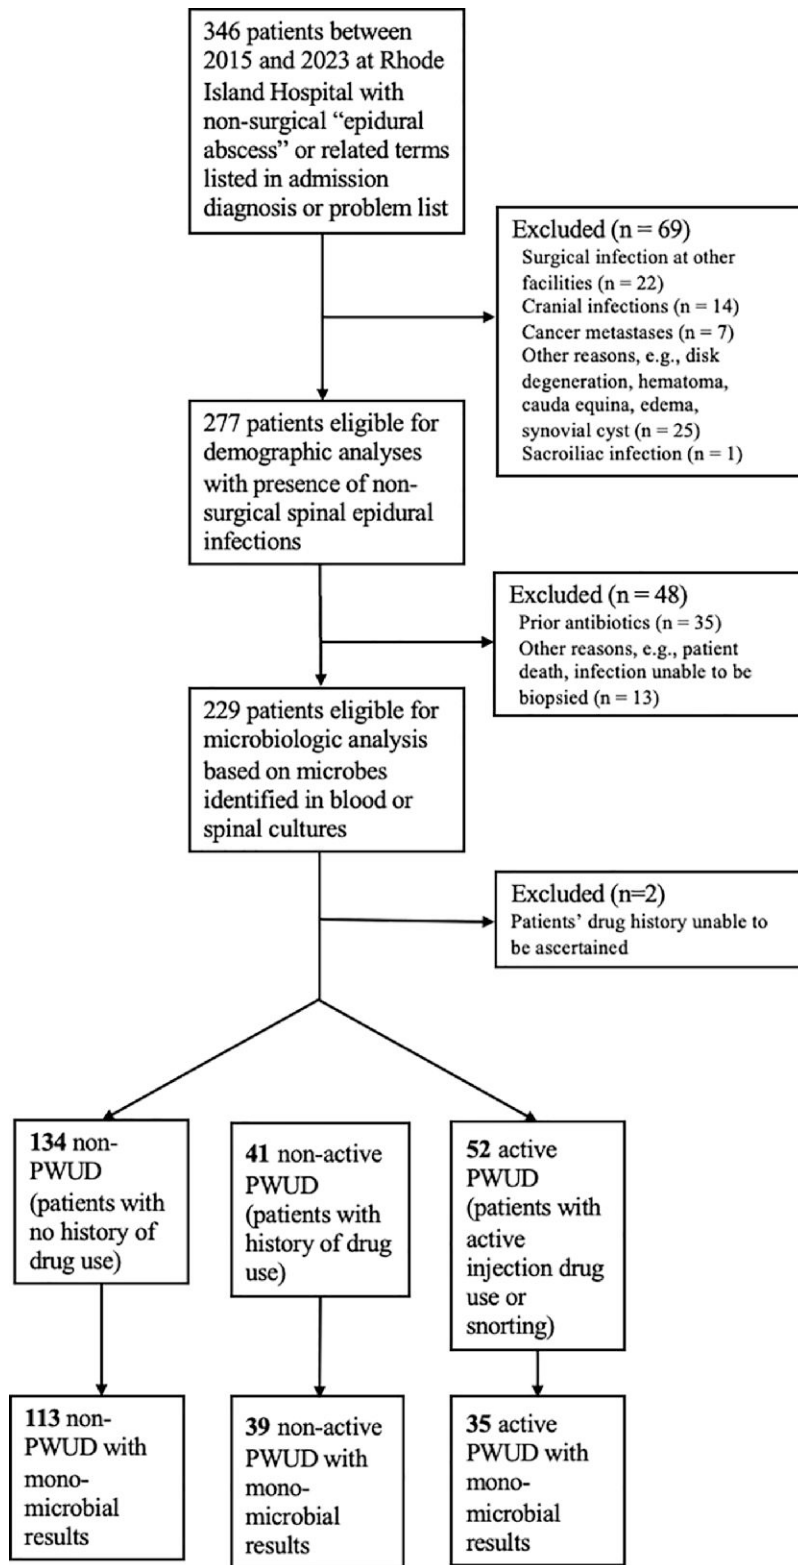 346 patients between
2015 and 2023 at Rhode
Island Hospital with
non-surgical “epidural
abscess” or related terms
listed in admission
diagnosis or problem list
Excluded (n = 69)
Surgical infection at other
facilities (n = 22)
Cranial infections (n = 14)
Cancer metastases (n = 7)
Other reasons, e.g., disk
degeneration, hematoma,
cauda equina, edema,
synovial cyst (n = 25)
Sacroiliac infection (n = 1)
277 patients eligible for
demographic analyses
with presence of non-
surgical spinal epidural
infections
Excluded (n = 48)
Prior antibiotics (n = 35)
Other reasons, e.g., patient
death, infection unable to be
biopsied (n = 13)
229 patients eligible for
microbiologic analysis
based on microbes
identified in blood or
spinal cultures
Excluded (n=2)
Patients’ drug history unable to
be ascertained
134 non-
PWUD
(patients with
no history of
drug use)
41 non-active
PWUD
(patients with
history of drug
use)
52 active
PWUD
(patients with
active
injection drug
use or
snorting)
113 non-
PWUD with
mono-
microbial
results
39 non-active
PWUD with
mono-
microbial
results
35 active
PWUD with
mono-
microbial
results